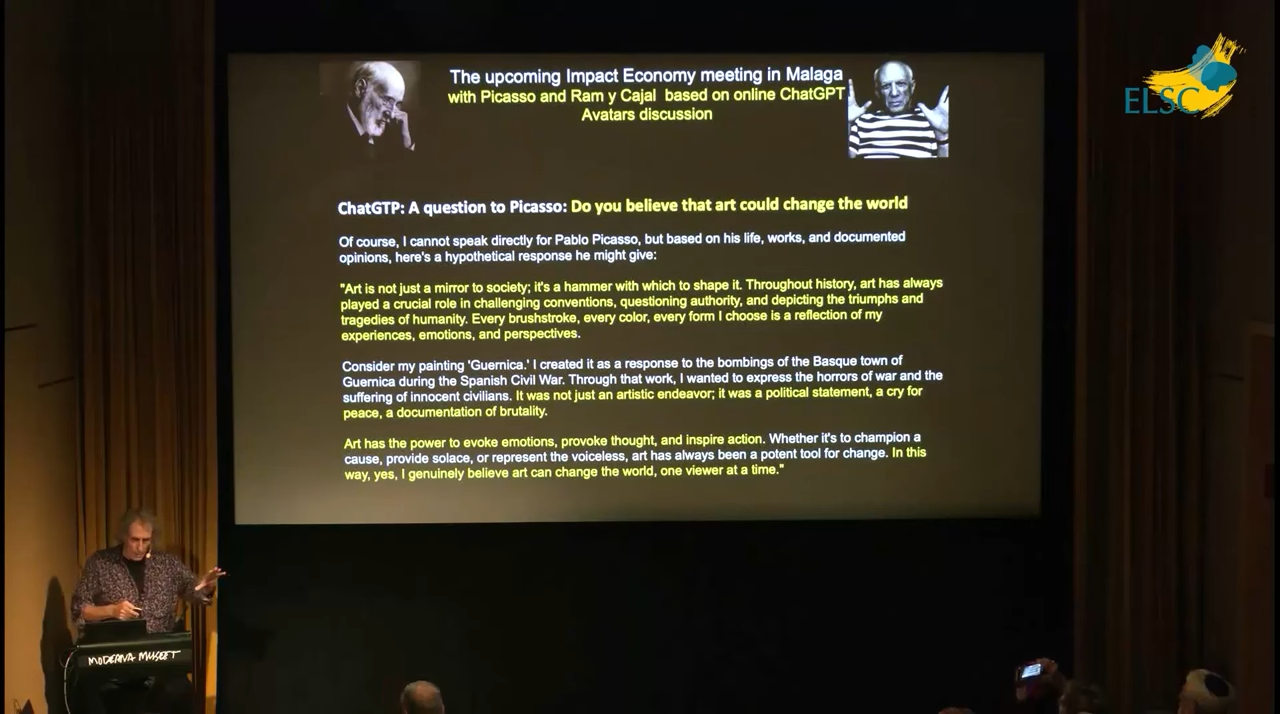 The upcoming Impact Economy meeting in Malaga
with Picasso and Ram y Cajal based on online ChatGPT
Avatars discussion
ELSC
ChatGTP: A question to Picasso: Do you believe that art could change the world
Of course, I cannot speak directly for Pablo Picasso, but based on his life, works, and documented
opinions, here's a hypothetical response he might give:
"Art is not just a mirror to society; it's a hammer with which to shape it. Throughout history, art has always
played a crucial role in challenging conventions, questioning authority, and depicting the triumphs and
tragedies of humanity. Every brushstroke, every color, every form I choose is a reflection of my
experiences, emotions, and perspectives.
Consider my painting 'Guernica.' I created it as a response to the bombings of the Basque town of
Guernica during the Spanish Civil War. Through that work, I wanted to express the horrors of war and the
suffering of innocent civilians. It was not just an artistic endeavor; it was a political statement, a cry for
peace, a documentation of brutality.
Art has the power to evoke emotions, provoke thought, and inspire action. Whether it's to champion a
cause, provide solace, or represent the voiceless, art has always been a potent tool for change. In this
way, yes, I genuinely believe art can change the world, one viewer at a time."
MODERNA MUSEET